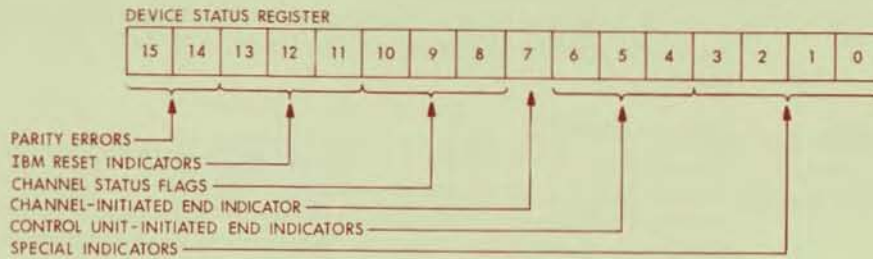 DEVICE STATUS REGISTER
15 14 13 12 11 10 9 8 7 6 5 4 3 2 1 0
PARITY ERRORS
IBM RESET INDICATORS
CHANNEL STATUS FLAGS
CHANNEL-INITIATED END INDICATOR
CONTROL UNIT-INITIATED END INDICATORS
SPECIAL INDICATORS